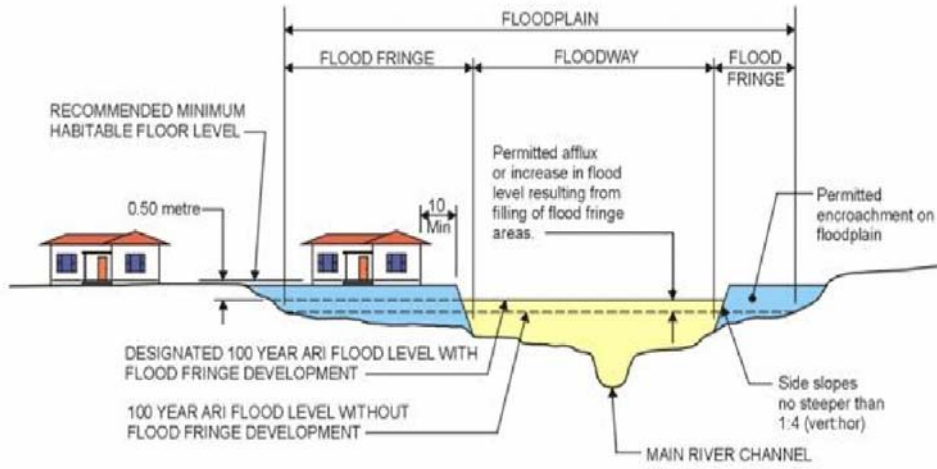 FLOODPLAIN
FLOOD FRINGE
FLOODWAY
FLOOD
FRINGE
RECOMMENDED MINIMUM
HABITABLE FLOOR LEVEL
0.50 metre
10
Min
Permitted afflux
or increase in flood
level resulting from
filling of flood fringe
areas.
Permitted
encroachment on
floodplain
DESIGNATED 100 YEAR ARI FLOOD LEVEL WITH
FLOOD FRINGE DEVELOPMENT
100 YEAR ARI FLOOD LEVEL WITHOUT
FLOOD FRINGE DEVELOPMENT
Side slopes
no steeper than
1:4 (vert:hor)
MAIN RIVER CHANNEL